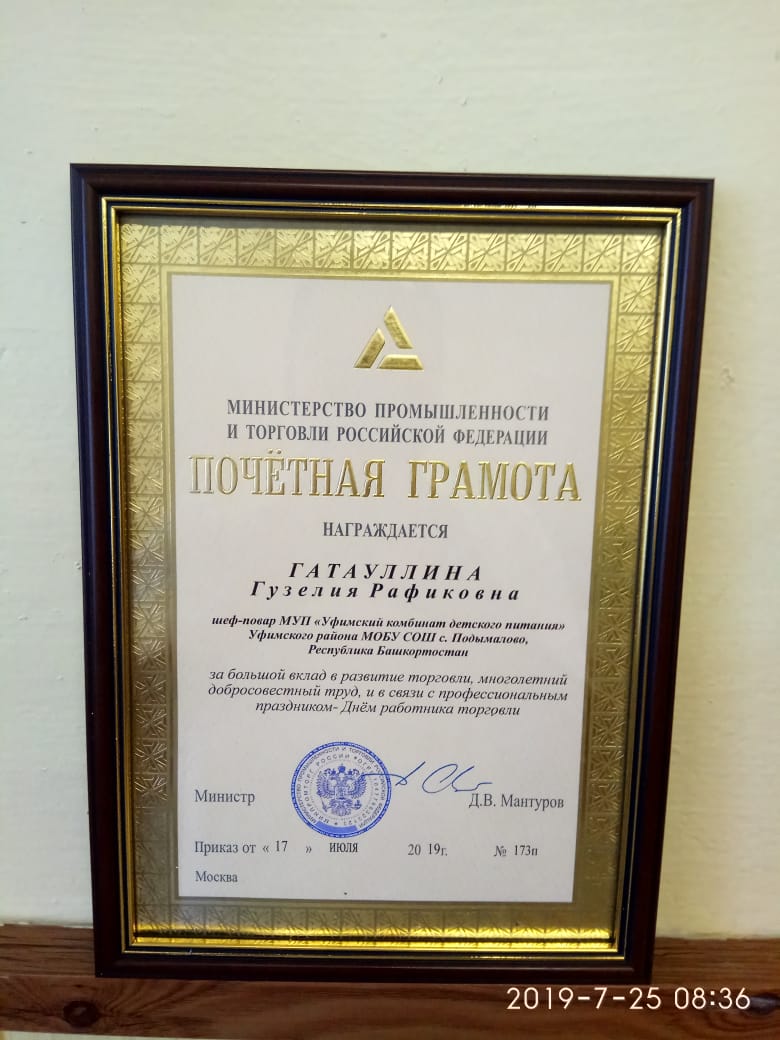 МИНИСТЕРСТВО ПРОМЫШЛЕННОСТИ
И ТОРГОВЛИ РОССИЙСКОЙ ФЕДЕРАЦИИ
ПОЧЁТНАЯ ГРАМОТА
НАГРАЖДАЕТСЯ
ГАТАУЛЛИНА
Гузелия Рафиковна
шеф-повар МУП «Уфимский комбинат детского питания»
Уфимского района МОБУ СОШ с. Подымалово,
Республика Башкортостан
за большой вклад в развитие торговли, многолетний
добросовестный труд, и в связи с профессиональным
праздником- Днём работника торговли
Министр
Д.В. Мантуров
Приказ от « 17 » июля 20 19г. № 173п
Москва
2019-7-25 08:36